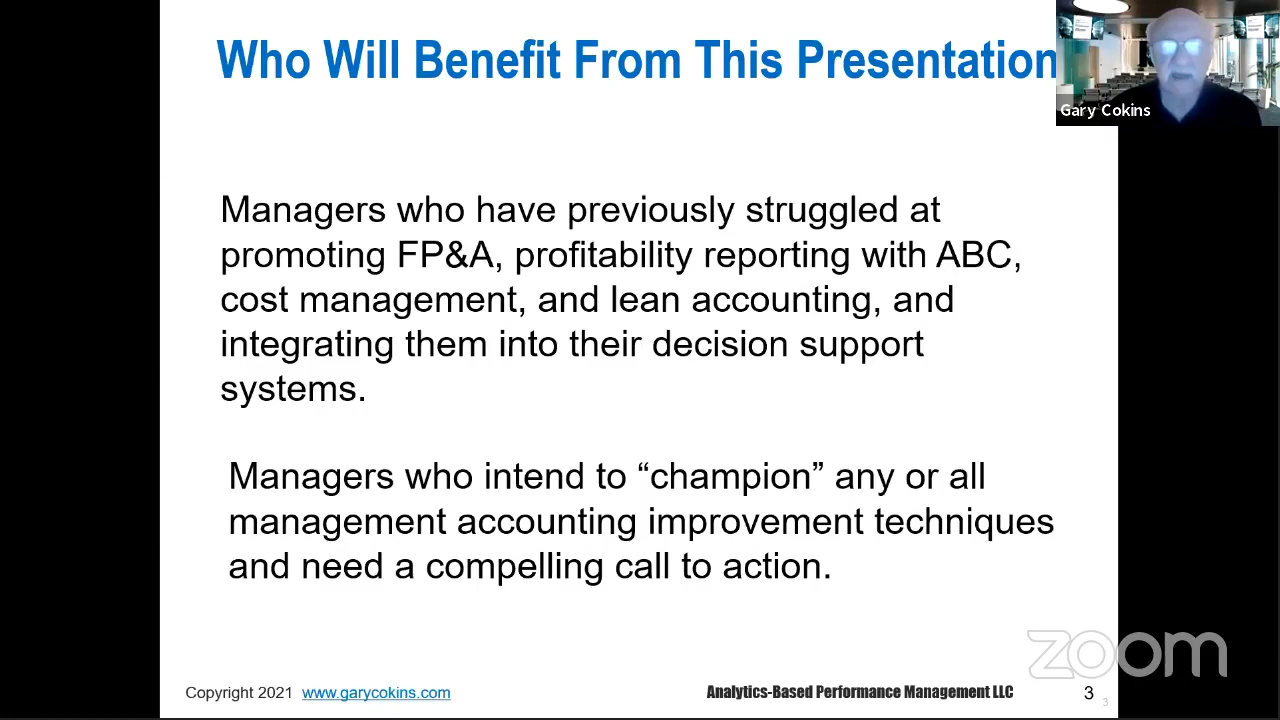 Who Will Benefit From This Presentation
Gary Cokins
Managers who have previously struggled at
promoting FP&A, profitability reporting with ABC,
cost management, and lean accounting, and
integrating them into their decision support
systems.
Managers who intend to “champion” any or all
management accounting improvement techniques
and need a compelling call to action.
zoom
Copyright 2021 www.garycokins.com
Analytics-Based Performance Management LLC
3
3